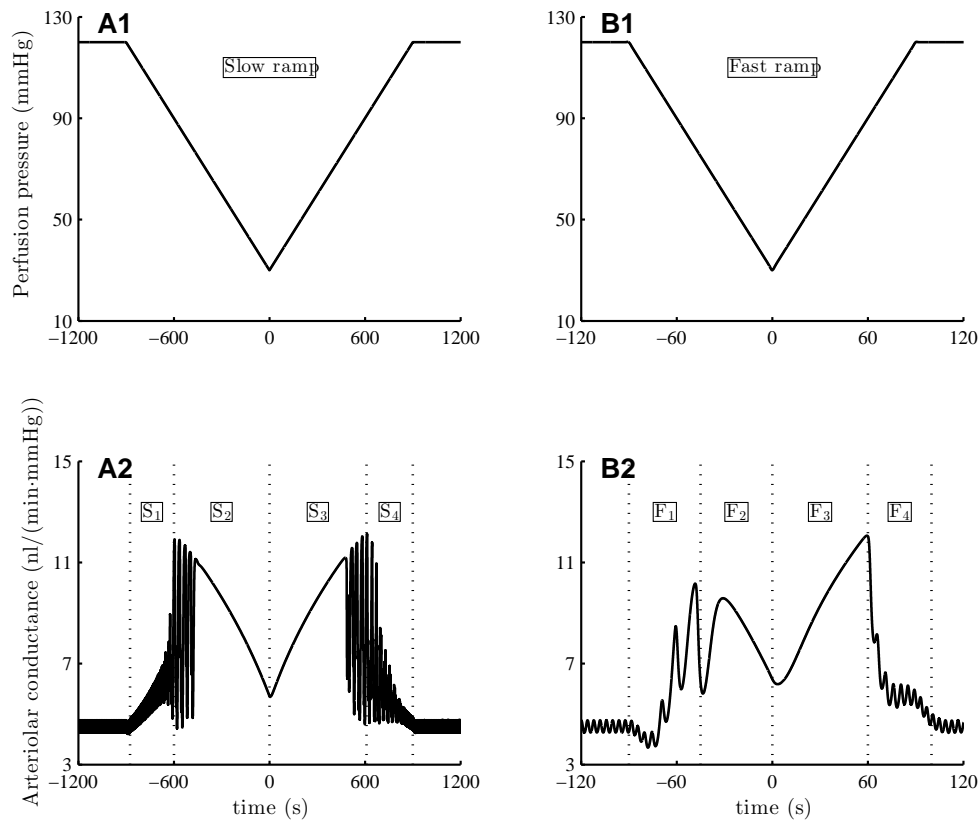 A1
Slow ramp
Perfusion pressure (mmHg)
130
90
50
10
−1200 −600 0 600 1200
B1
Fast ramp
130
90
50
10
−120 −60 0 60 120
A2
S1 S2 S3 S4
Arteriolar conductance (nl/(min·mmHg))
15
11
7
3
−1200 −600 0 600 1200
time (s)
B2
F1 F2 F3 F4
15
11
7
3
−120 −60 0 60 120
time (s)